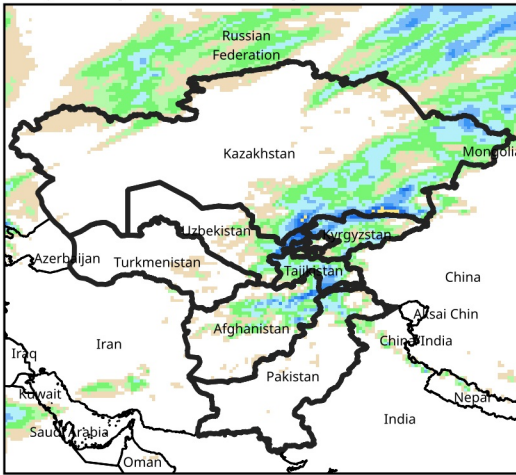 Russian
Federation
Kazakhstan
Mongolia
Uzbekistan
Kyrgyzstan
Azerbaijan
Turkmenistan
Tajikistan
China
Aksai Chin
Afghanistan
China/India
Iran
Iraq
Pakistan
Kuwait
Nepal
India
Saudi Arabia
Oman